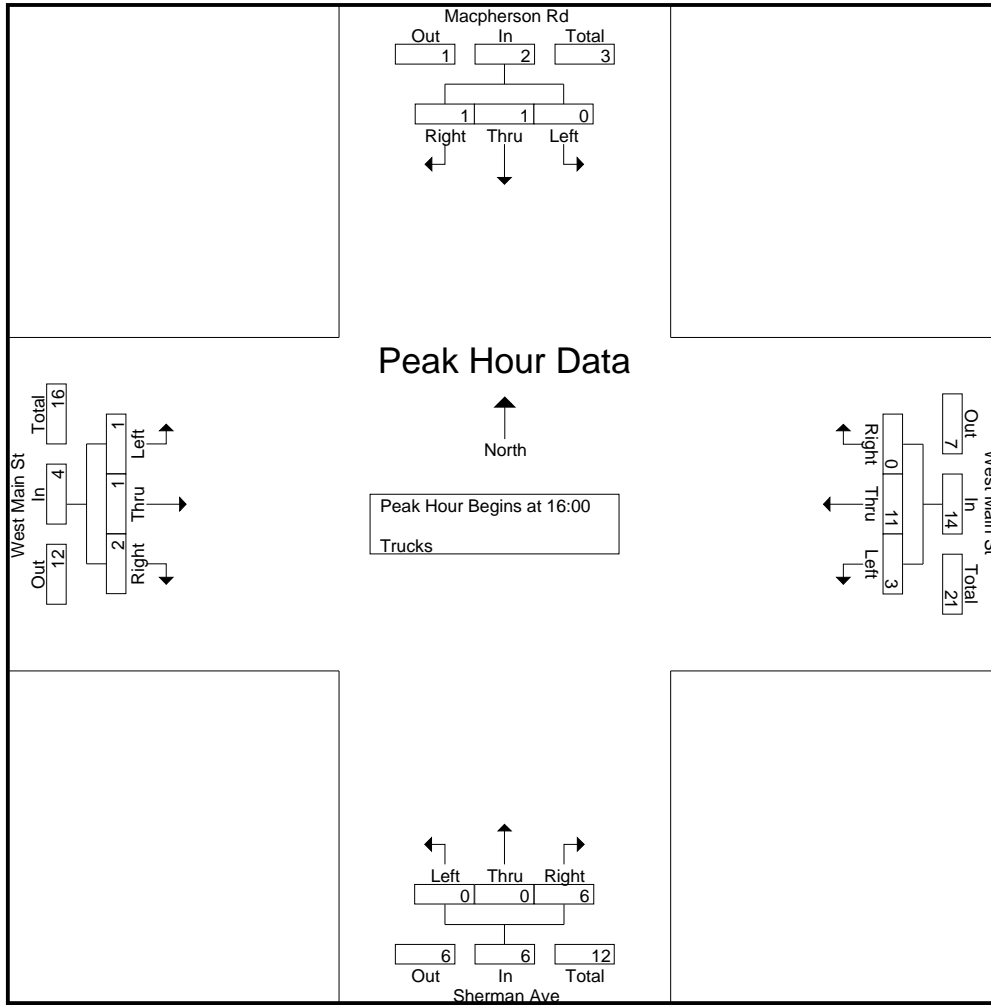 Macpherson Rd
Out In Total
1 2 3
1 1 0
Right Thru Left
Peak Hour Data
North
Peak Hour Begins at 16:00
Trucks
West Main St
Total In Out
16 4 12
1 1 2
Left Thru Right
West Main St
Out In Total
7 14 21
0 11 3
Right Thru Left
Left Thru Right
0 0 6
6 6 12
Out In Total
Sherman Ave